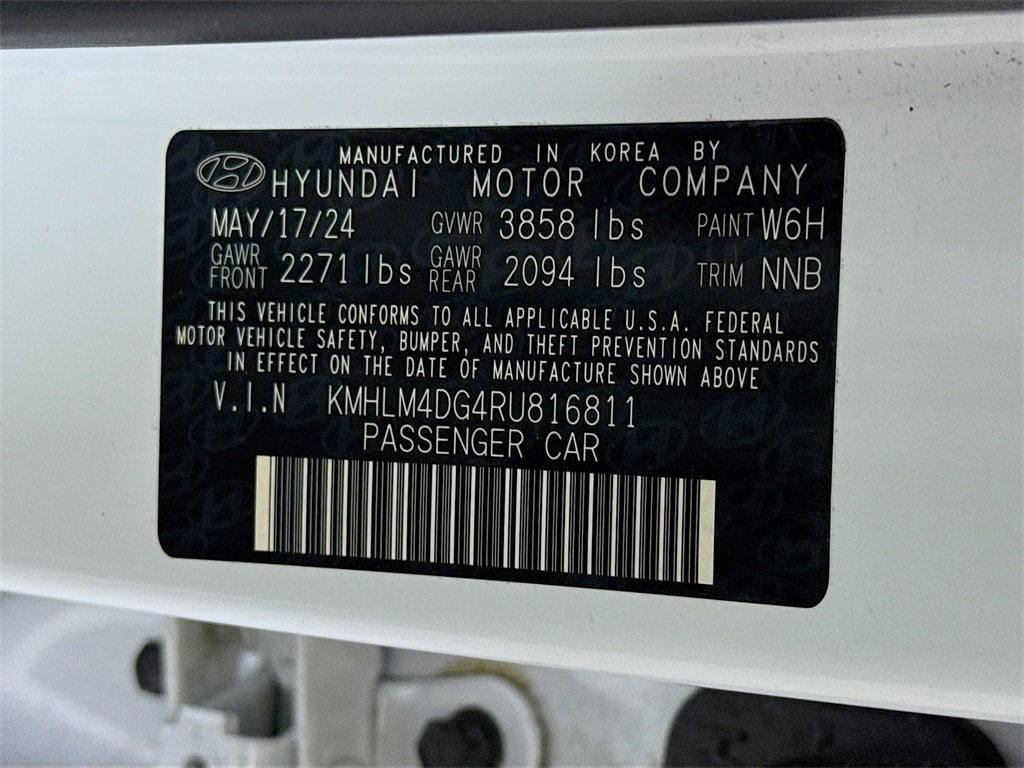 MANUFACTURED IN KOREA BY
HYUNDAI MOTOR COMPANY
MAY/17/24 GVWR 3858 lbs PAINT W6H
GAWR FRONT 2271 lbs GAWR REAR 2094 lbs TRIM NNB
THIS VEHICLE CONFORMS TO ALL APPLICABLE U.S.A. FEDERAL
MOTOR VEHICLE SAFETY, BUMPER, AND THEFT PREVENTION STANDARDS
IN EFFECT ON THE DATE OF MANUFACTURE SHOWN ABOVE
V.I.N KMHLM4DG4RU816811
PASSENGER CAR